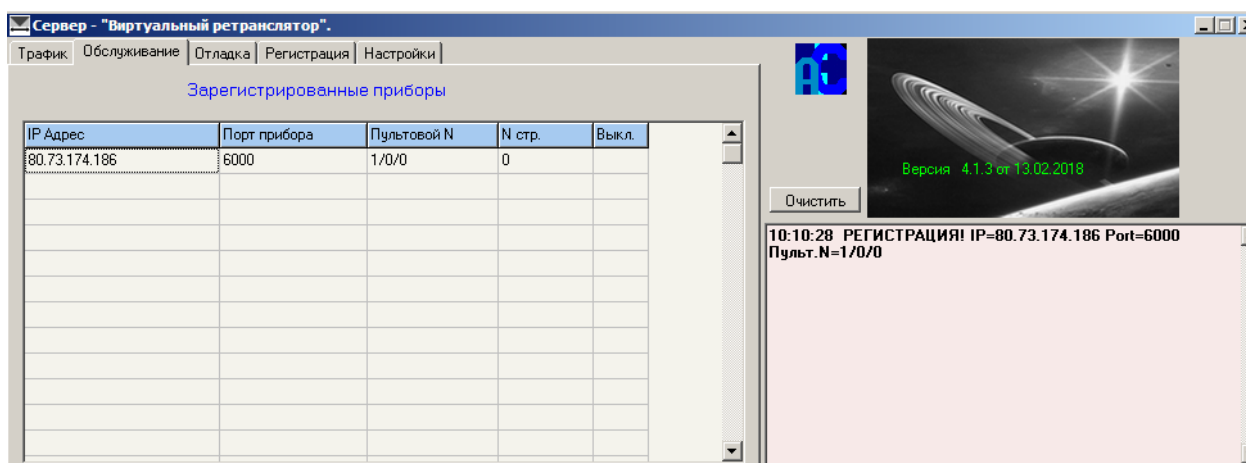 Сервер - "Виртуальный ретранслятор".
Трафик Обслуживание Отладка Регистрация Настройки
Зарегистрированные приборы
IP Адрес Порт прибора Пультовой N N стр. Выкл.
80.73.174.186 6000 1/0/0 0
АС
Версия 4.1.3 от 13.02.2018
Очистить
10:10:28 РЕГИСТРАЦИЯ! IP=80.73.174.186 Port=6000
Пульт.N=1/0/0